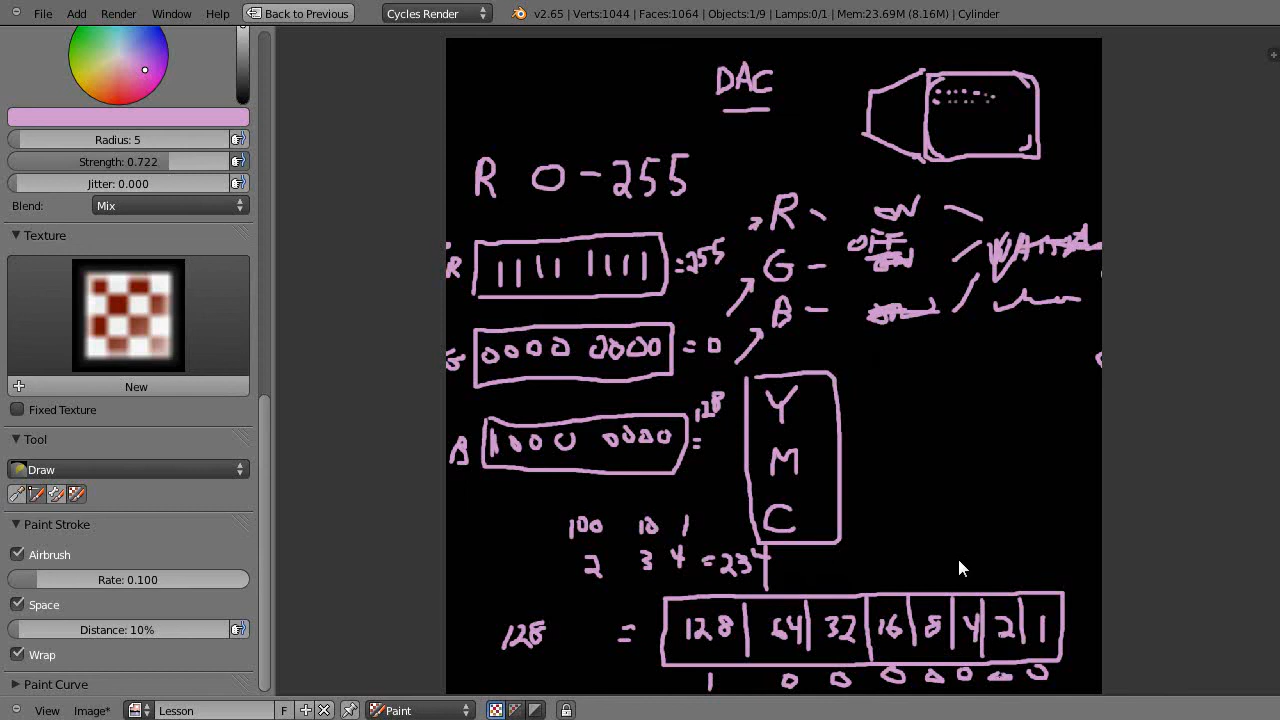 File Add Render Window Help Back to Previous Cycles Render v2.65 | Verts:1044 | Faces:1064 | Objects:1/9 | Lamps:0/1 | Mem:23.69M (8.16M) | Cylinder
Radius: 5
Strength: 0.722
Jitter: 0.000
Blend: Mix
Texture
New
Fixed Texture
Tool
Draw
Paint Stroke
Airbrush
Rate: 0.100
Space
Distance: 10%
Wrap
Paint Curve
DAC
R 0-255
R - ON
OFF
G -
B -
R 1111 1111 =255
G 0000 0000 = 0
B 1000 0000 = 128
Y
M
C
100 10 1
2 3 4 =234
128 = 128 64 32 16 8 4 2 1
1 0 0 0 0 0 0 0
View Image* Lesson F Paint